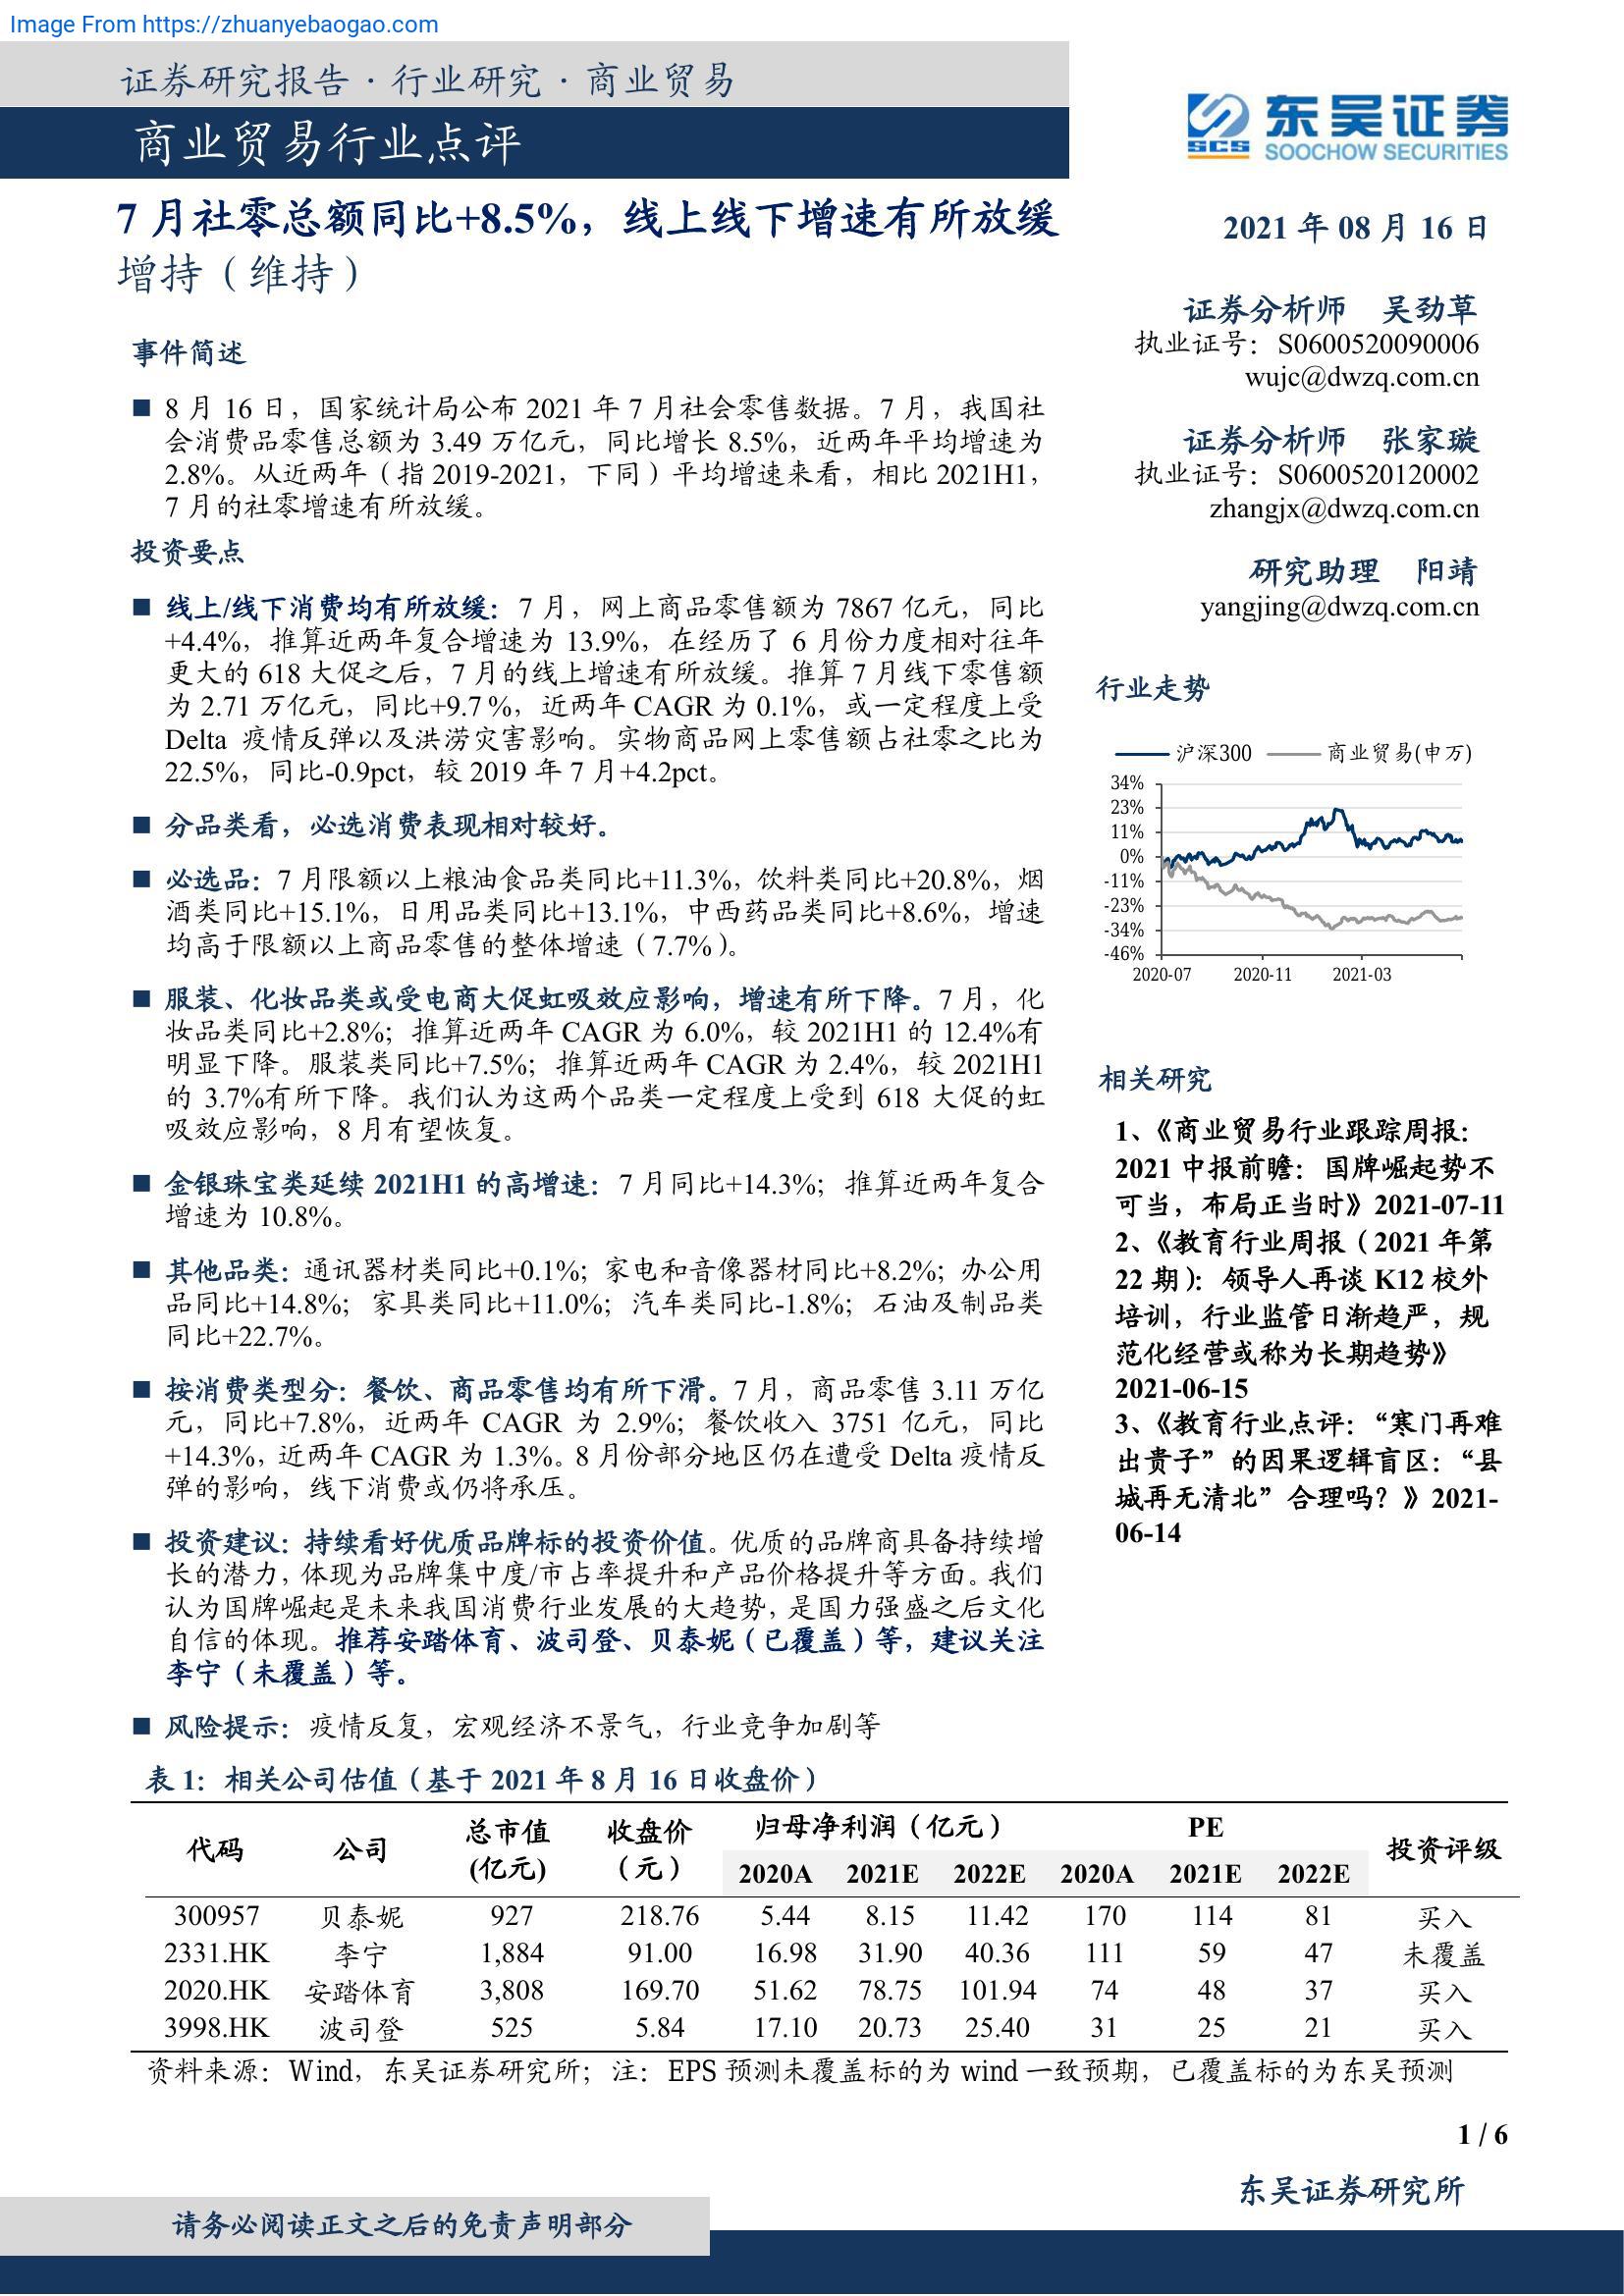 Image From https://zhuanyebaogao.com
证券研究报告·行业研究·商业贸易
商业贸易行业点评
东吴证券
SCS
SOOCHOW SECURITIES
7 月社零总额同比+8.5%，线上线下增速有所放缓
增持（维持）
2021 年 08 月 16 日
证券分析师 吴劲草
执业证号：S0600520090006
wujc@dwzq.com.cn
证券分析师 张家璇
执业证号：S0600520120002
zhangjx@dwzq.com.cn
研究助理 阳靖
yangjing@dwzq.com.cn
事件简述
■ 8 月 16 日，国家统计局公布 2021 年 7 月社会零售数据。7 月，我国社
会消费品零售总额为 3.49 万亿元，同比增长 8.5%，近两年平均增速为
2.8%。从近两年（指 2019-2021，下同）平均增速来看，相比 2021H1，
7 月的社零增速有所放缓。
投资要点
■ 线上/线下消费均有所放缓：7 月，网上商品零售额为 7867 亿元，同比
+4.4%，推算近两年复合增速为 13.9%，在经历了 6 月份力度相对往年
更大的 618 大促之后，7 月的线上增速有所放缓。推算 7 月线下零售额
为 2.71 万亿元，同比+9.7％，近两年 CAGR 为 0.1%，或一定程度上受
Delta 疫情反弹以及洪涝灾害影响。实物商品网上零售额占社零之比为
22.5%，同比-0.9pct，较 2019 年 7 月+4.2pct。
■ 分品类看，必选消费表现相对较好。
■ 必选品：7 月限额以上粮油食品类同比+11.3%，饮料类同比+20.8%，烟
酒类同比+15.1%，日用品类同比+13.1%，中西药品类同比+8.6%，增速
均高于限额以上商品零售的整体增速（7.7%）。
■ 服装、化妆品类或受电商大促虹吸效应影响，增速有所下降。7 月，化
妆品类同比+2.8%；推算近两年 CAGR 为 6.0%，较 2021H1 的 12.4%有
明显下降。服装类同比+7.5%；推算近两年 CAGR 为 2.4%，较 2021H1
的 3.7%有所下降。我们认为这两个品类一定程度上受到 618 大促的虹
吸效应影响，8 月有望恢复。
■ 金银珠宝类延续 2021H1 的高增速：7 月同比+14.3%；推算近两年复合
增速为 10.8%。
■ 其他品类：通讯器材类同比+0.1%；家电和音像器材同比+8.2%；办公用
品同比+14.8%；家具类同比+11.0%；汽车类同比-1.8%；石油及制品类
同比+22.7%。
■ 按消费类型分：餐饮、商品零售均有所下滑。7 月，商品零售 3.11 万亿
元，同比+7.8%，近两年 CAGR 为 2.9%；餐饮收入 3751 亿元，同比
+14.3%，近两年 CAGR 为 1.3%。8 月份部分地区仍在遭受 Delta 疫情反
弹的影响，线下消费或仍将承压。
■ 投资建议：持续看好优质品牌标的投资价值。优质的品牌商具备持续增
长的潜力，体现为品牌集中度/市占率提升和产品价格提升等方面。我们
认为国牌崛起是未来我国消费行业发展的大趋势，是国力强盛之后文化
自信的体现。推荐安踏体育、波司登、贝泰妮（已覆盖）等，建议关注
李宁（未覆盖）等。
■ 风险提示：疫情反复，宏观经济不景气，行业竞争加剧等
行业走势
沪深300 商业贸易(申万)
34%
23%
11%
0%
-11%
-23%
-34%
-46%
2020-07 2020-11 2021-03
相关研究
1、《商业贸易行业跟踪周报：
2021 中报前瞻：国牌崛起势不
可当，布局正当时》2021-07-11
2、《教育行业周报（2021 年第
22 期）：领导人再谈 K12 校外
培训，行业监管日渐趋严，规
范化经营或称为长期趋势》
2021-06-15
3、《教育行业点评：“寒门再难
出贵子”的因果逻辑盲区：“县
城再无清北”合理吗？》2021-
06-14
表 1：相关公司估值（基于 2021 年 8 月 16 日收盘价）
代码 公司 总市值(亿元) 收盘价（元） 归母净利润（亿元） PE 投资评级
2020A 2021E 2022E 2020A 2021E 2022E
300957 贝泰妮 927 218.76 5.44 8.15 11.42 170 114 81 买入
2331.HK 李宁 1,884 91.00 16.98 31.90 40.36 111 59 47 未覆盖
2020.HK 安踏体育 3,808 169.70 51.62 78.75 101.94 74 48 37 买入
3998.HK 波司登 525 5.84 17.10 20.73 25.40 31 25 21 买入
资料来源：Wind，东吴证券研究所；注：EPS 预测未覆盖标的为 wind 一致预期，已覆盖标的为东吴预测
1 / 6
东吴证券研究所
请务必阅读正文之后的免责声明部分